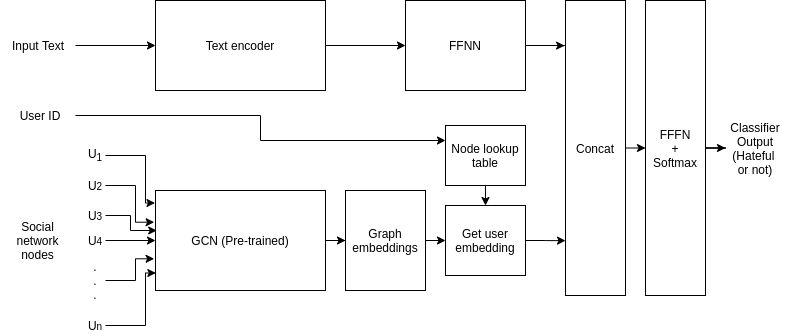 Input Text
Text encoder
FFNN
User ID
Node lookup
table
Concat
FFFN
+
Softmax
Classifier
Output
(Hateful
or not)
Social
network
nodes
U1
U2
U3
U4
.
.
.
Un
GCN (Pre-trained)
Graph
embeddings
Get user
embedding